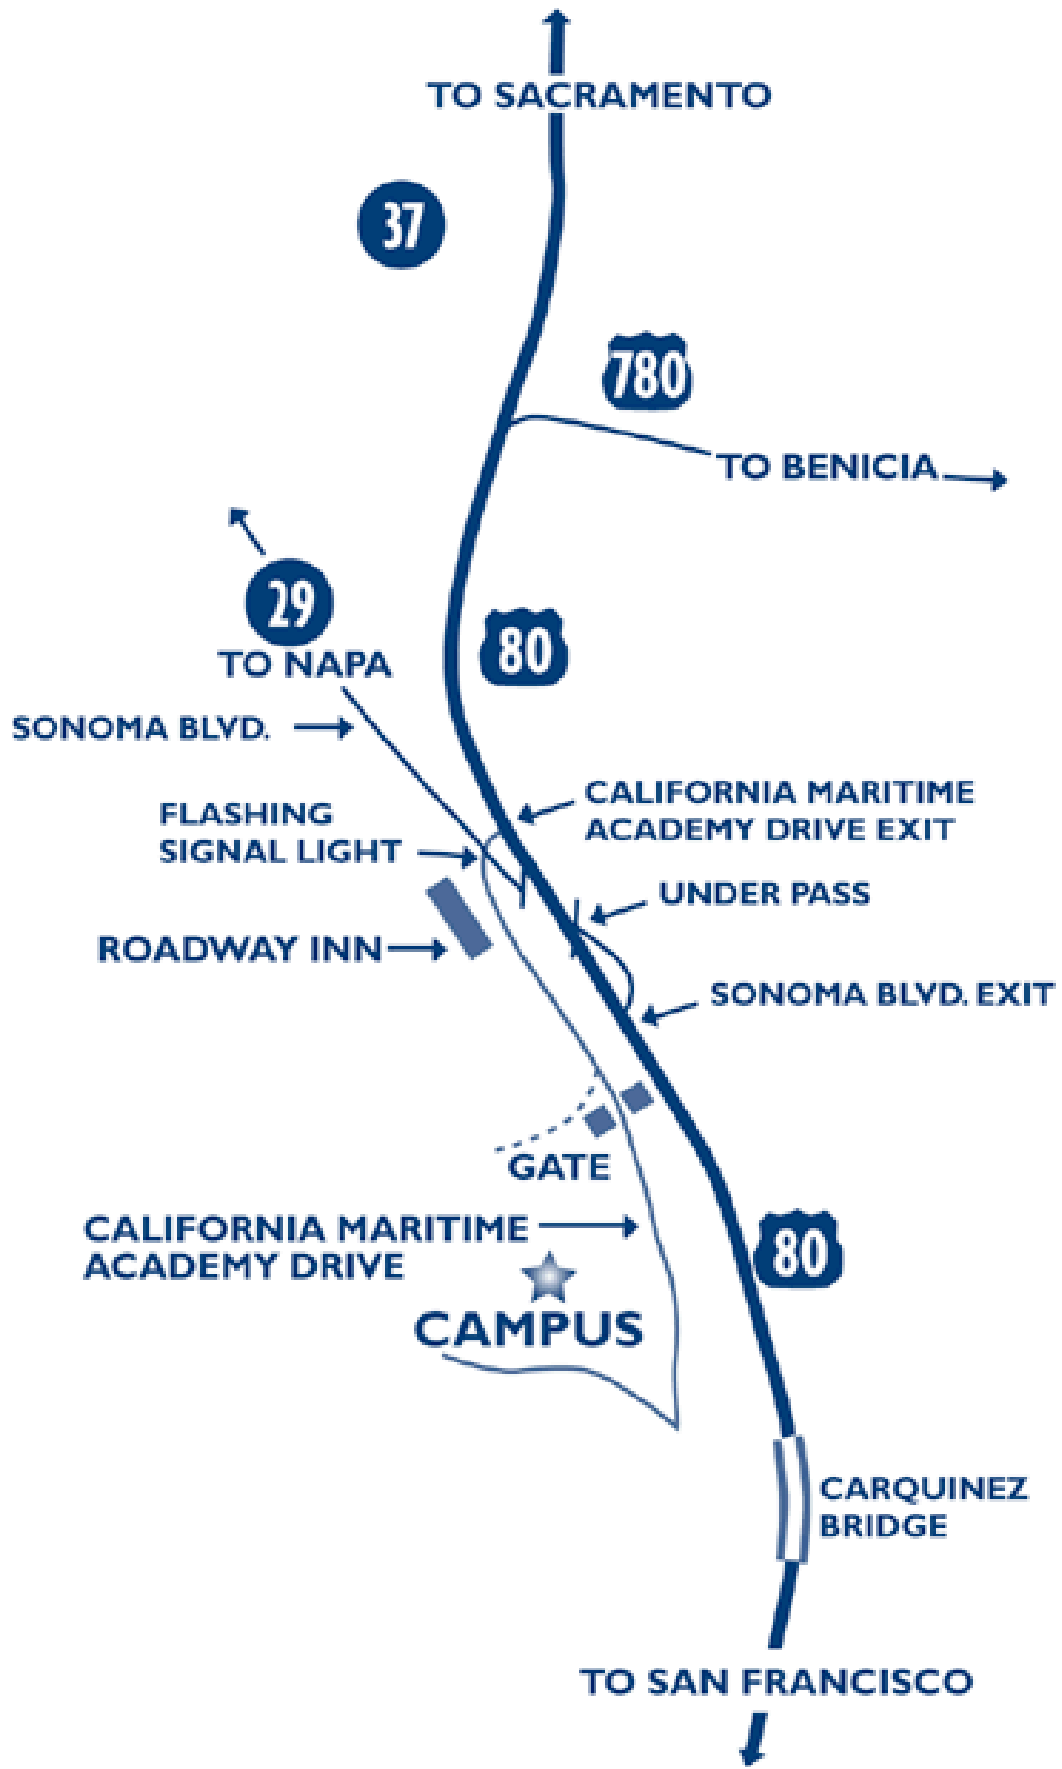 TO SACRAMENTO
37
780
TO BENICIA
29
TO NAPA
80
SONOMA BLVD.
CALIFORNIA MARITIME
ACADEMY DRIVE EXIT
FLASHING
SIGNAL LIGHT
UNDER PASS
ROADWAY INN
SONOMA BLVD. EXIT
GATE
CALIFORNIA MARITIME
ACADEMY DRIVE
80
CAMPUS
CARQUINEZ
BRIDGE
TO SAN FRANCISCO